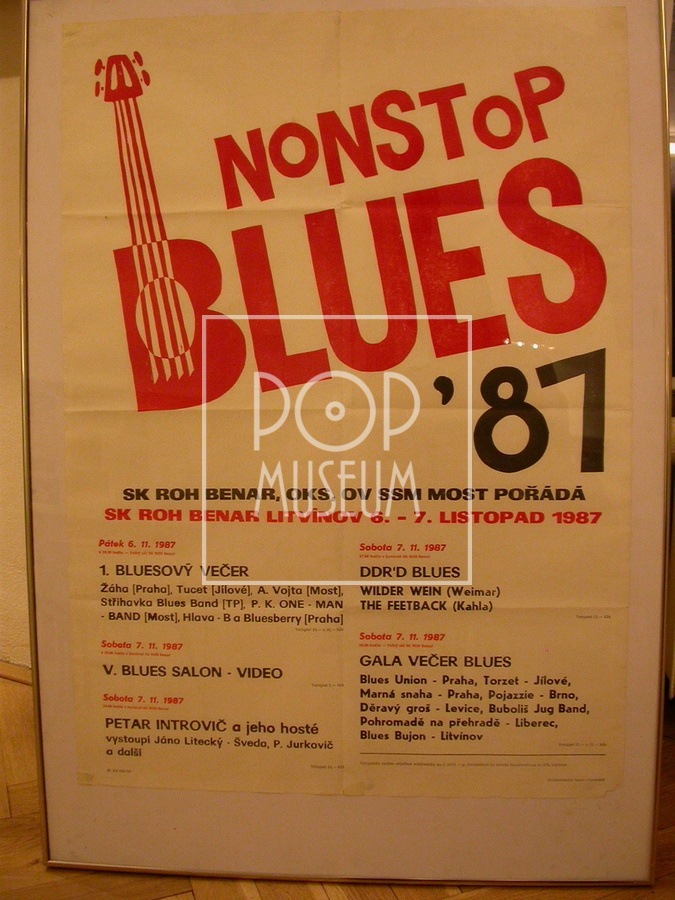 NONSTOP
BLUES
'87
POP
MUSEUM
SK ROH BENAR, OKS, OV SSM MOST POŘÁDÁ
SK ROH BENAR LITVÍNOV 6. - 7. LISTOPAD 1987
Pátek 6. 11. 1987
1. BLUESOVÝ VEČER
Žáha [Praha], Tucet [Jílové], A. Vojta [Most],
Střihavka Blues Band [TP], P. K. ONE - MAN
- BAND [Most], Hlava - B a Bluesberry [Praha]
Sobota 7. 11. 1987
V. BLUES SALON - VIDEO
Sobota 7. 11. 1987
PETAR INTROVIČ a jeho hosté
vystoupí Jáno Litecký - Šveda, P. Jurkovič
a další
Sobota 7. 11. 1987
DDR'D BLUES
WILDER WEIN (Weimar)
THE FEETBACK (Kahla)
Sobota 7. 11. 1987
GALA VEČER BLUES
Blues Union - Praha, Torzet - Jílové,
Marná snaha - Praha, Pojazzie - Brno,
Děravý groš - Levice, Buboliš Jug Band,
Pohromadě na přehradě - Liberec,
Blues Bujon - Litvínov